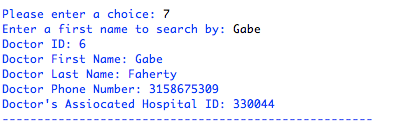 Please enter a choice: 7
Enter a first name to search by: Gabe
Doctor ID: 6
Doctor First Name: Gabe
Doctor Last Name: Faherty
Doctor Phone Number: 3158675309
Doctor's Assiocated Hospital ID: 330044
-----------------------------------------------------